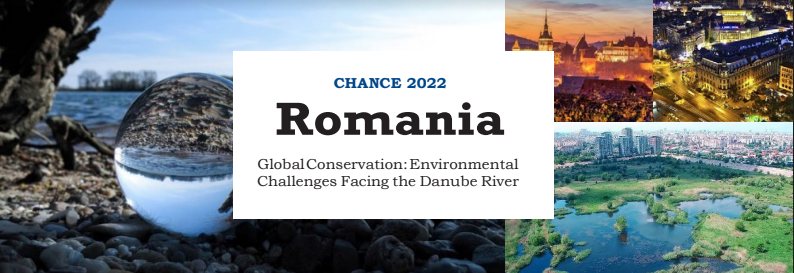 CHANCE 2022
Romania
Global Conservation: Environmental
Challenges Facing the Danube River